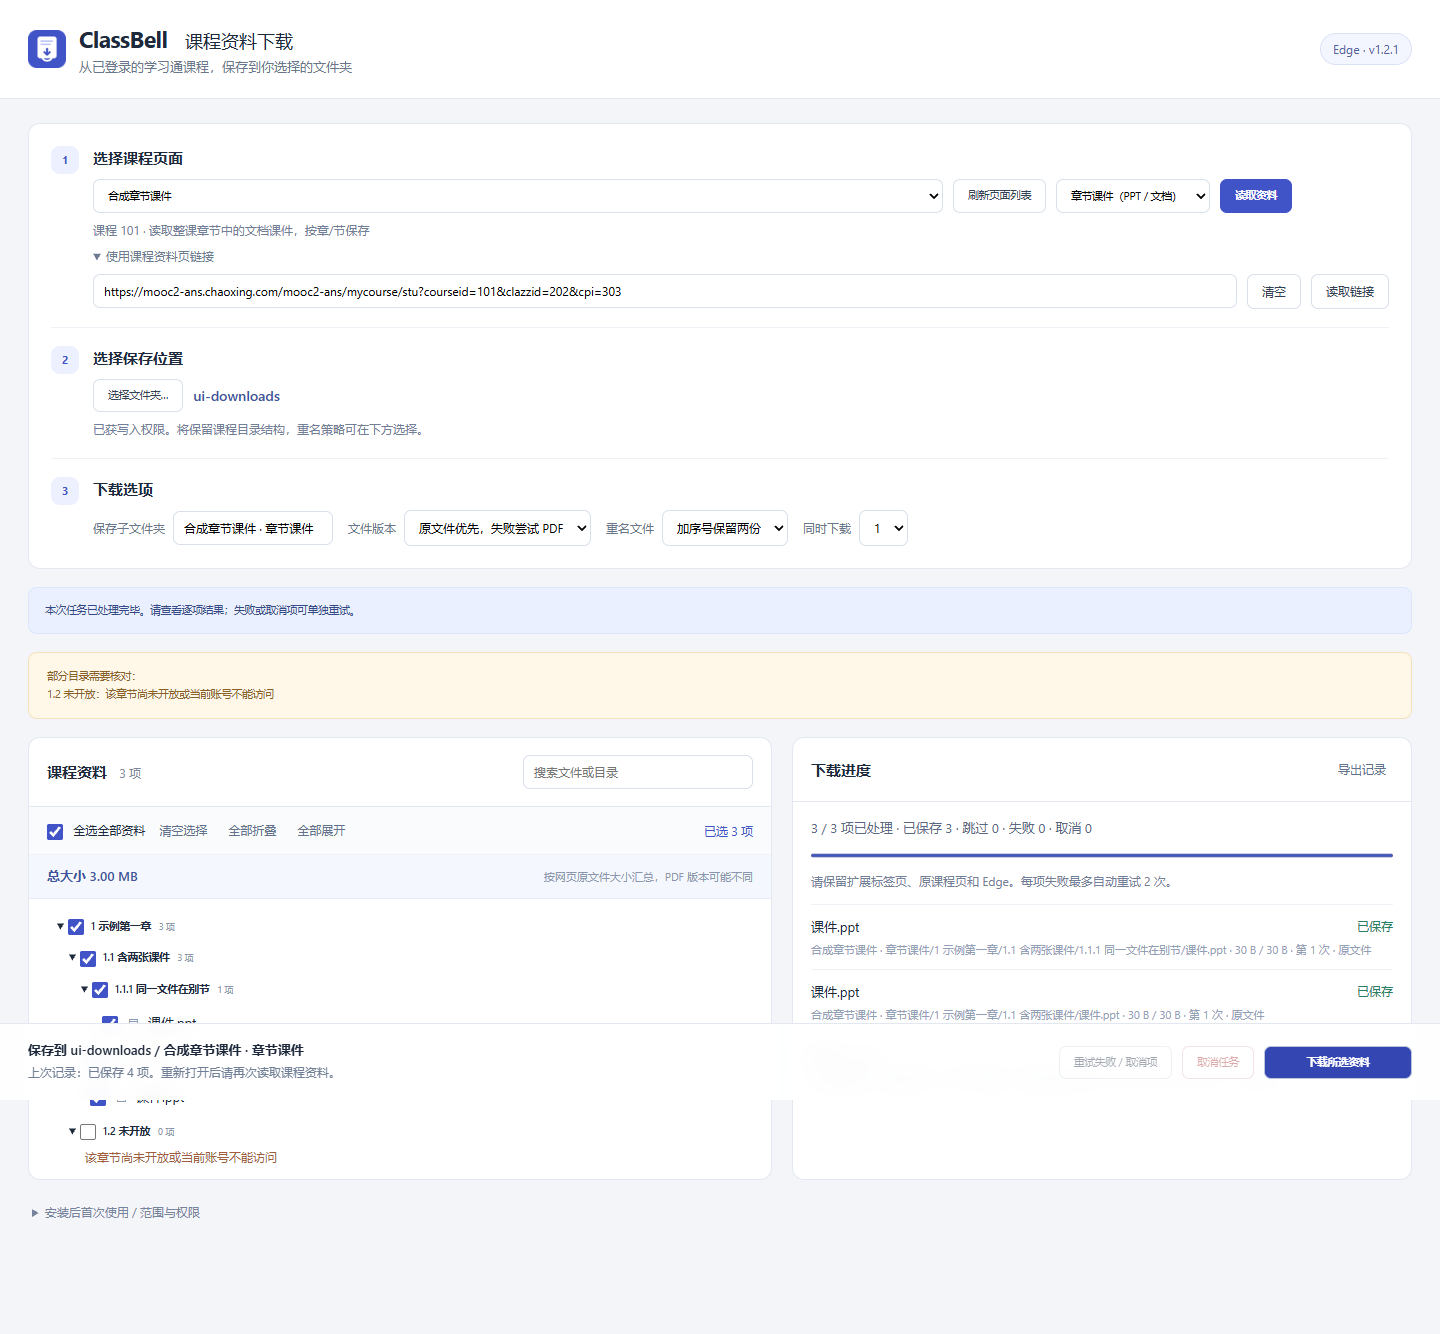 ClassBell 课程资料下载
从已登录的学习通课程，保存到你选择的文件夹
Edge · v1.2.1
1 选择课程页面
合成章节课件
刷新页面列表
章节课件（PPT / 文档）
读取资料
课程 101 · 读取整课章节中的文档课件，按章/节保存
▼ 使用课程资料页链接
https://mooc2-ans.chaoxing.com/mooc2-ans/mycourse/stu?courseid=101&clazzid=202&cpi=303
清空
读取链接
2 选择保存位置
选择文件夹...
ui-downloads
已获写入权限。将保留课程目录结构，重名策略可在下方选择。
3 下载选项
保存子文件夹 合成章节课件 · 章节课件 文件版本 原文件优先，失败尝试 PDF 重名文件 加序号保留两份 同时下载 1
本次任务已处理完毕。请查看逐项结果；失败或取消项可单独重试。
部分目录需要核对：
1.2 未开放：该章节尚未开放或当前账号不能访问
课程资料 3 项
搜索文件或目录
全选全部资料 清空选择 全部折叠 全部展开 已选 3 项
总大小 3.00 MB
按网页原文件大小汇总，PDF 版本可能不同
▼ 1 示例第一章 3 项
▼ 1.1 含两张课件 3 项
▼ 1.1.1 同一文件在别节 1 项
课件.ppt
课件.ppt
▼ 1.2 未开放 0 项
该章节尚未开放或当前账号不能访问
下载进度
导出记录
3 / 3 项已处理 · 已保存 3 · 跳过 0 · 失败 0 · 取消 0
请保留扩展标签页、原课程页和 Edge。每项失败最多自动重试 2 次。
课件.ppt 已保存
合成章节课件 · 章节课件/1 示例第一章/1.1 含两张课件/1.1.1 同一文件在别节/课件.ppt · 30 B / 30 B · 第 1 次 · 原文件
课件.ppt 已保存
合成章节课件 · 章节课件/1 示例第一章/1.1 含两张课件/课件.ppt · 30 B / 30 B · 第 1 次 · 原文件
保存到 ui-downloads / 合成章节课件 · 章节课件
上次记录：已保存 4 项。重新打开后请再次读取课程资料。
重试失败 / 取消项
取消任务
下载所选资料
▶ 安装后首次使用 / 范围与权限